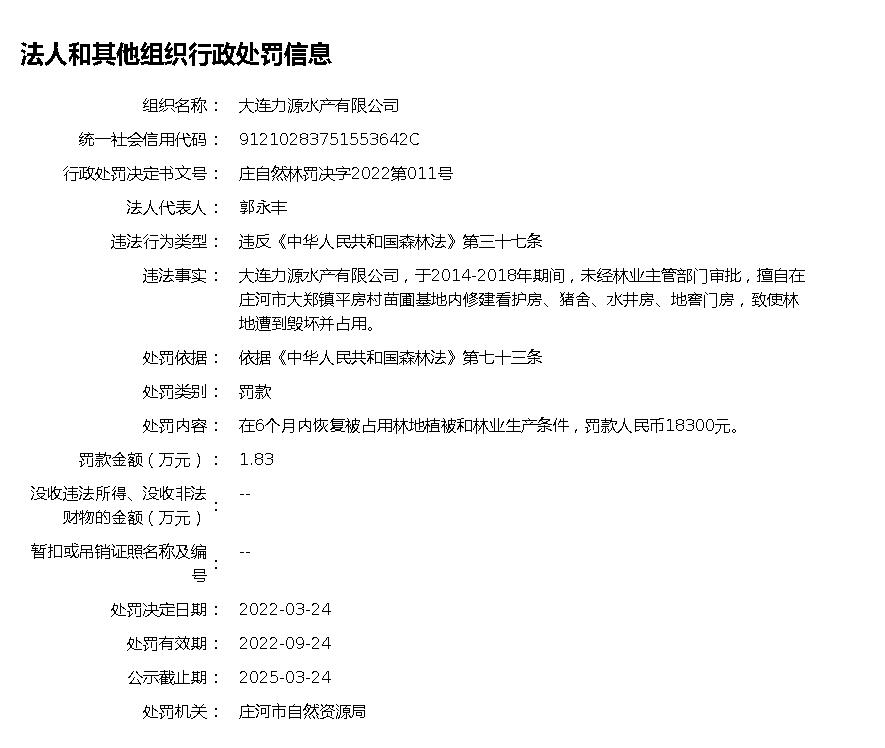 法人和其他组织行政处罚信息
组织名称： 大连力源水产有限公司
统一社会信用代码： 91210283751553642C
行政处罚决定书文号： 庄自然林罚决字2022第011号
法人代表人： 郭永丰
违法行为类型： 违反《中华人民共和国森林法》第三十七条
违法事实： 大连力源水产有限公司，于2014-2018年期间，未经林业主管部门审批，擅自在
庄河市大郑镇平房村苗圃基地内修建看护房、猪舍、水井房、地窖门房，致使林
地遭到毁坏并占用。
处罚依据： 依据《中华人民共和国森林法》第七十三条
处罚类别： 罚款
处罚内容： 在6个月内恢复被占用林地植被和林业生产条件，罚款人民币18300元。
罚款金额（万元）： 1.83
没收违法所得、没收非法
财物的金额（万元）： --
暂扣或吊销证照名称及编
号： --
处罚决定日期： 2022-03-24
处罚有效期： 2022-09-24
公示截止期： 2025-03-24
处罚机关： 庄河市自然资源局